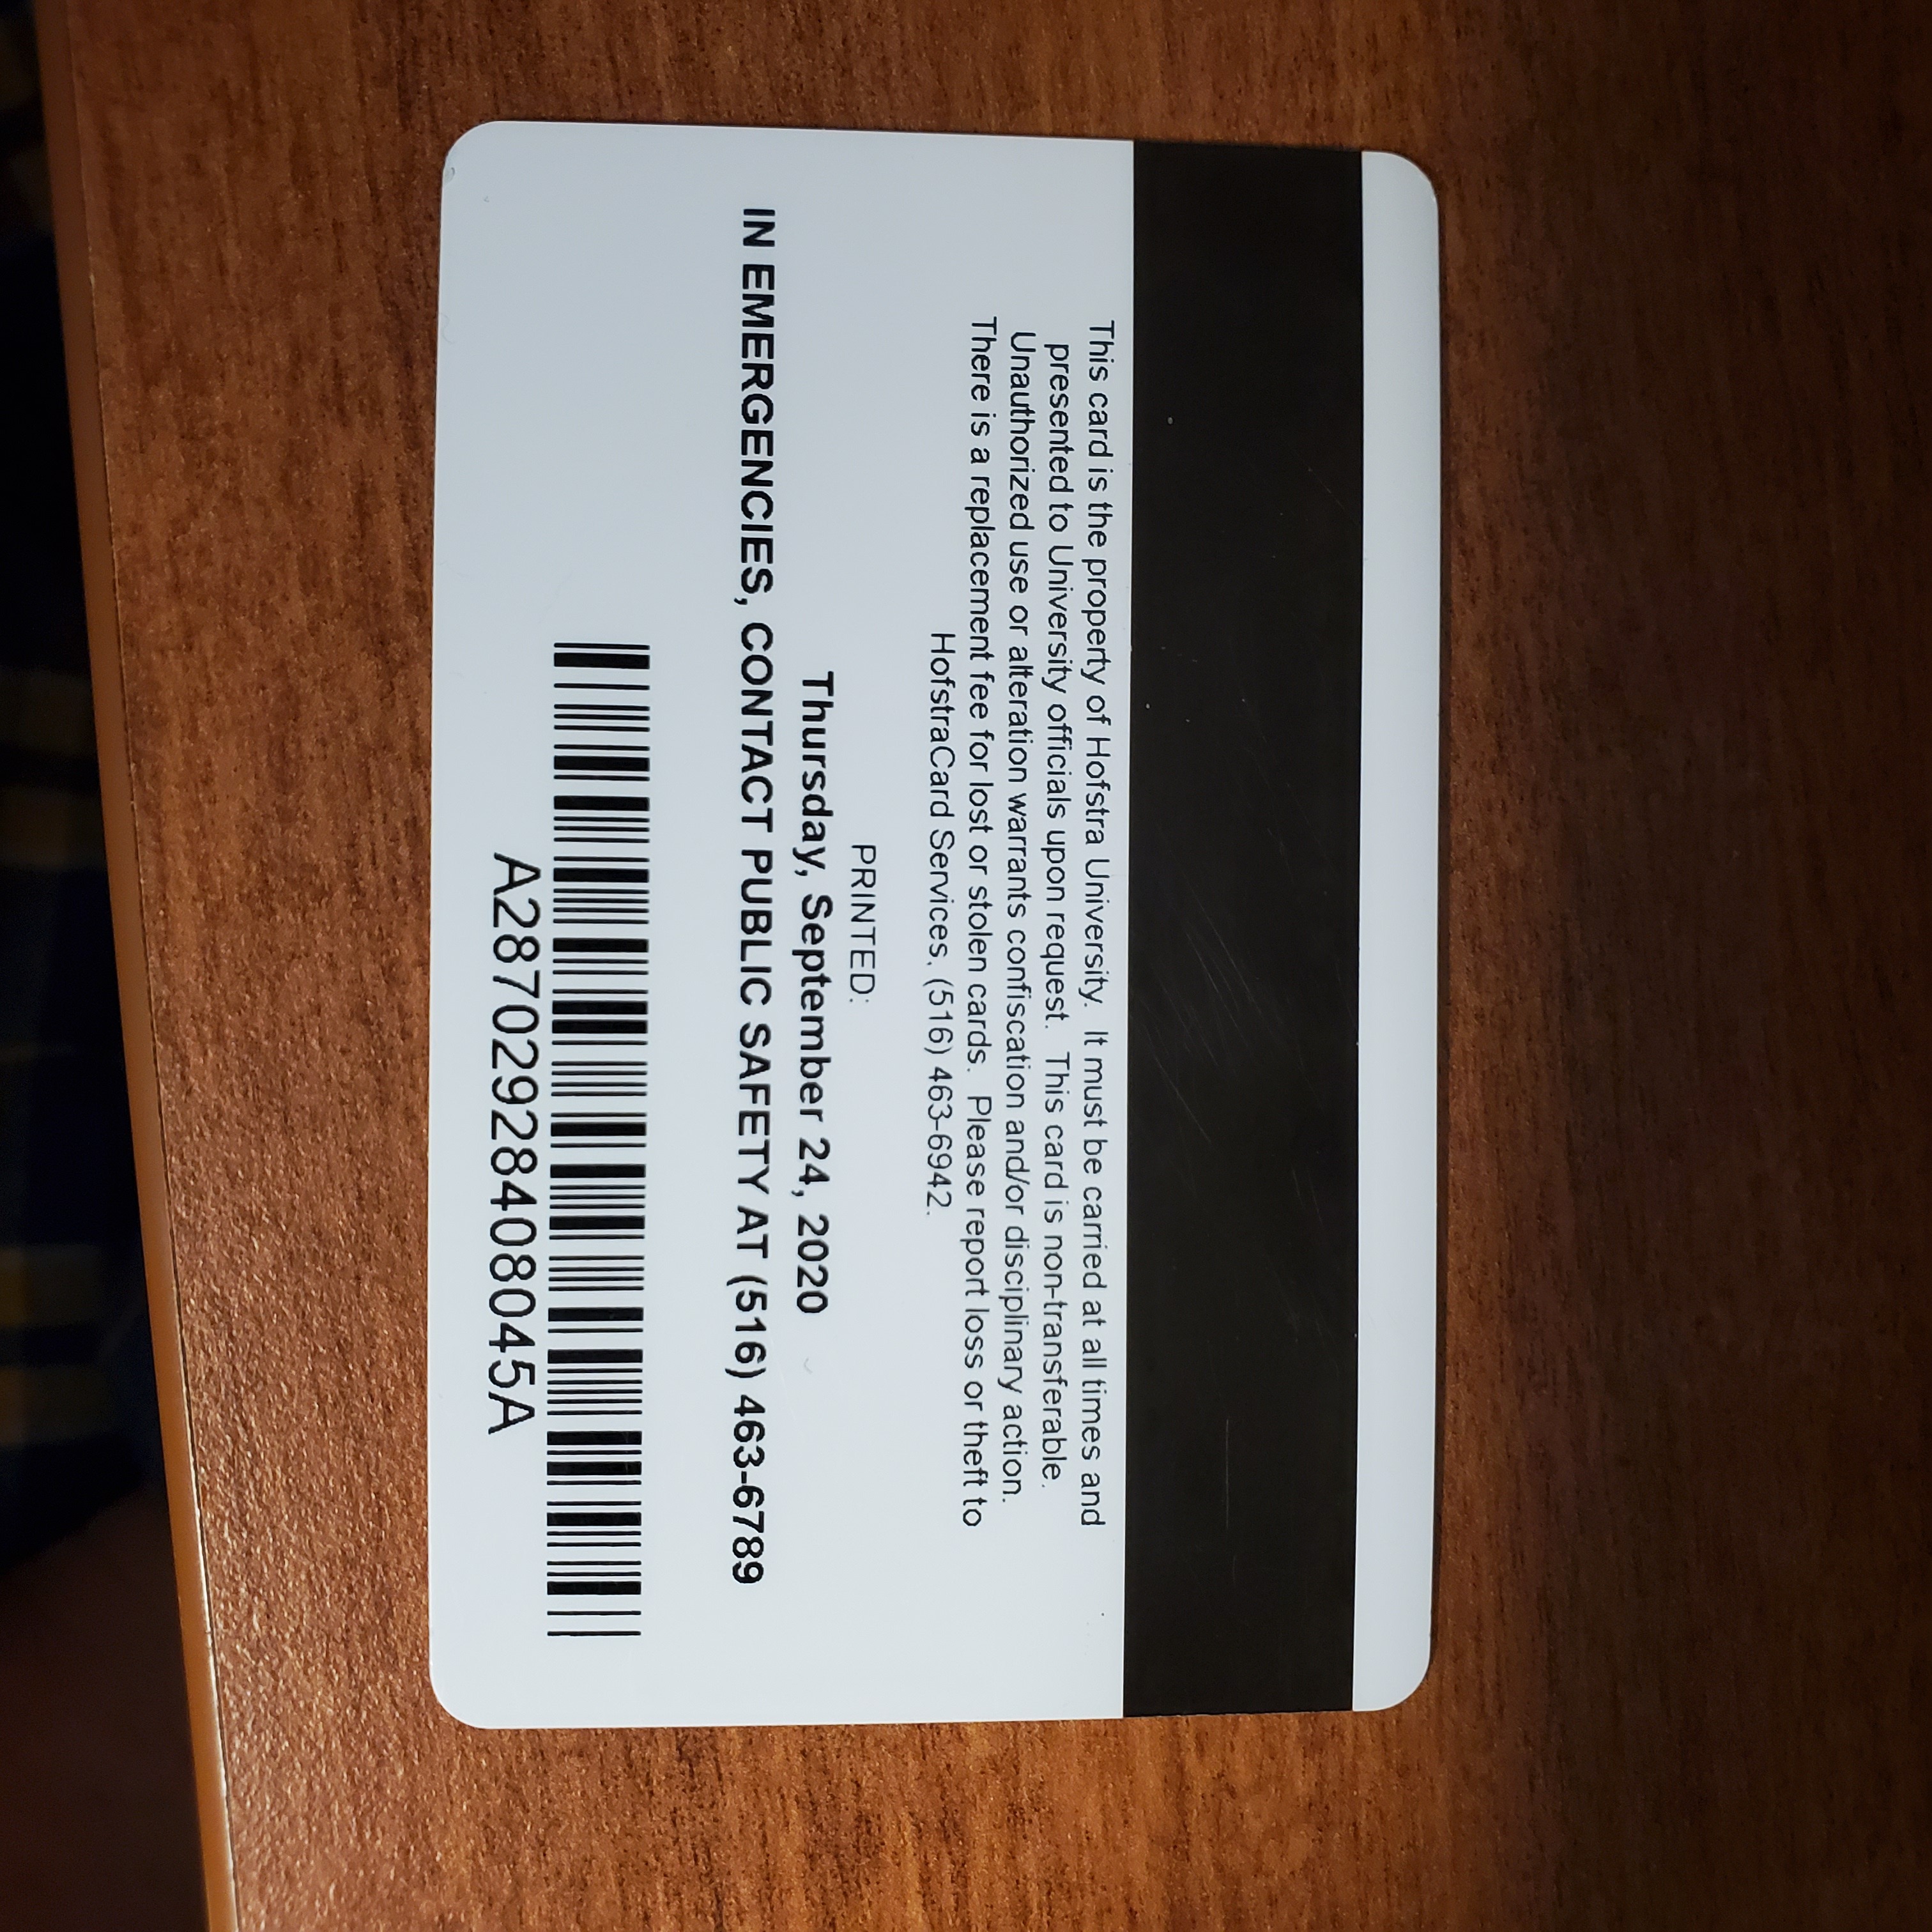 This card is the property of Hofstra University. It must be carried at all times and
presented to University officials upon request. This card is non-transferable.
Unauthorized use or alteration warrants confiscation and/or disciplinary action.
There is a replacement fee for lost or stolen cards. Please report loss or theft to
HofstraCard Services, (516) 463-6942.
PRINTED:
Thursday, September 24, 2020
IN EMERGENCIES, CONTACT PUBLIC SAFETY AT (516) 463-6789
A28702928408045A